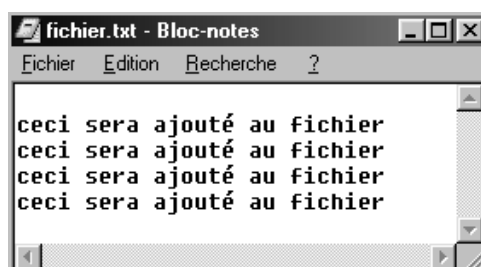 fichier.txt - Bloc-notes
Fichier Edition Recherche ?
ceci sera ajouté au fichier
ceci sera ajouté au fichier
ceci sera ajouté au fichier
ceci sera ajouté au fichier